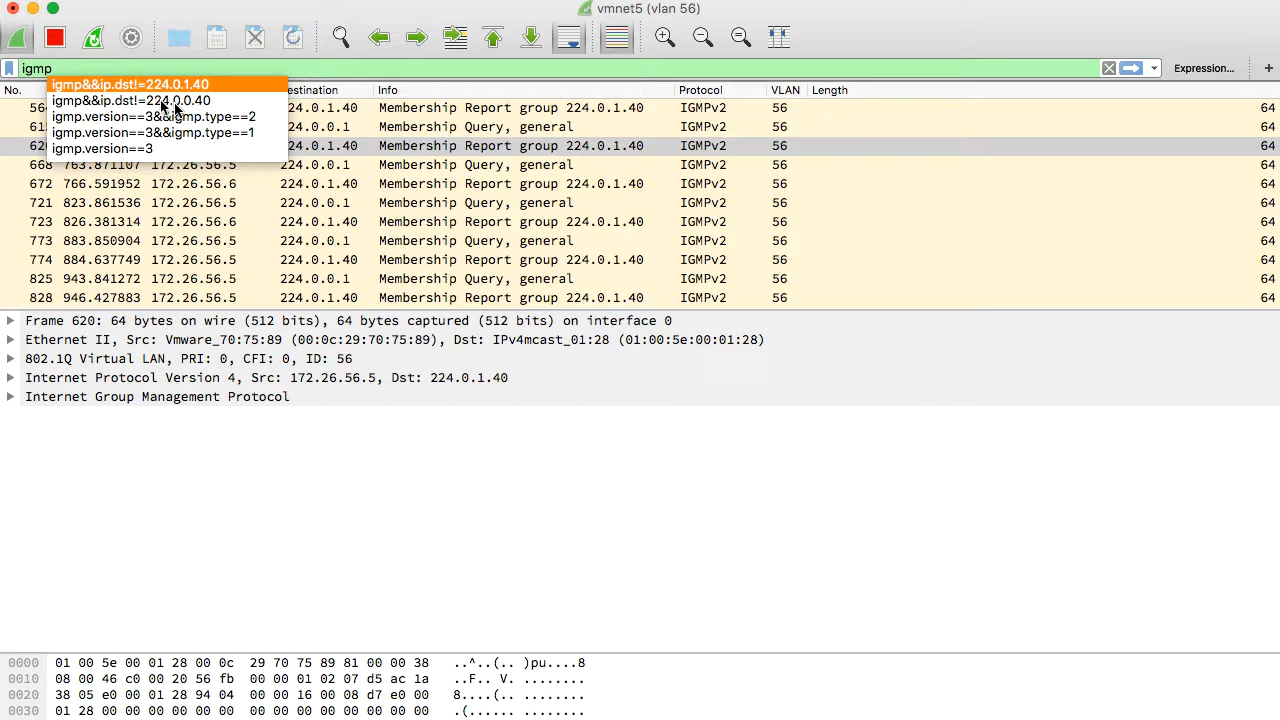 vmnet5 (vlan 56)
igmp
Expression...
+
No.
estination
Info
Protocol
VLAN
Length
igmp&&ip.dst!=224.0.1.40
igmp&&ip.dst!=224.0.0.40
igmp.version==3&&igmp.type==2
igmp.version==3&&igmp.type==1
igmp.version==3
56 224.0.1.40 Membership Report group 224.0.1.40 IGMPv2 56 64
61 224.0.0.1 Membership Query, general IGMPv2 56 64
62 224.0.1.40 Membership Report group 224.0.1.40 IGMPv2 56 64
668 763.871107 172.26.56.5 224.0.0.1 Membership Query, general IGMPv2 56 64
672 766.591952 172.26.56.6 224.0.1.40 Membership Report group 224.0.1.40 IGMPv2 56 64
721 823.861536 172.26.56.5 224.0.0.1 Membership Query, general IGMPv2 56 64
723 826.381314 172.26.56.6 224.0.1.40 Membership Report group 224.0.1.40 IGMPv2 56 64
773 883.850904 172.26.56.5 224.0.0.1 Membership Query, general IGMPv2 56 64
774 884.637749 172.26.56.5 224.0.1.40 Membership Report group 224.0.1.40 IGMPv2 56 64
825 943.841272 172.26.56.5 224.0.0.1 Membership Query, general IGMPv2 56 64
828 946.427883 172.26.56.5 224.0.1.40 Membership Report group 224.0.1.40 IGMPv2 56 64
Frame 620: 64 bytes on wire (512 bits), 64 bytes captured (512 bits) on interface 0
Ethernet II, Src: Vmware_70:75:89 (00:0c:29:70:75:89), Dst: IPv4mcast_01:28 (01:00:5e:00:01:28)
802.1Q Virtual LAN, PRI: 0, CFI: 0, ID: 56
Internet Protocol Version 4, Src: 172.26.56.5, Dst: 224.0.1.40
Internet Group Management Protocol
0000 01 00 5e 00 01 28 00 0c 29 70 75 89 81 00 00 38 ..^..(.. )pu....8
0010 08 00 46 c0 00 20 56 fb 00 00 01 02 07 d5 ac 1a ..F.. V. ........
0020 38 05 e0 00 01 28 94 04 00 00 16 00 08 d7 e0 00 8....(.. ........
0030 01 28 00 00 00 00 00 00 00 00 00 00 00 00 00 00 .(...... ........